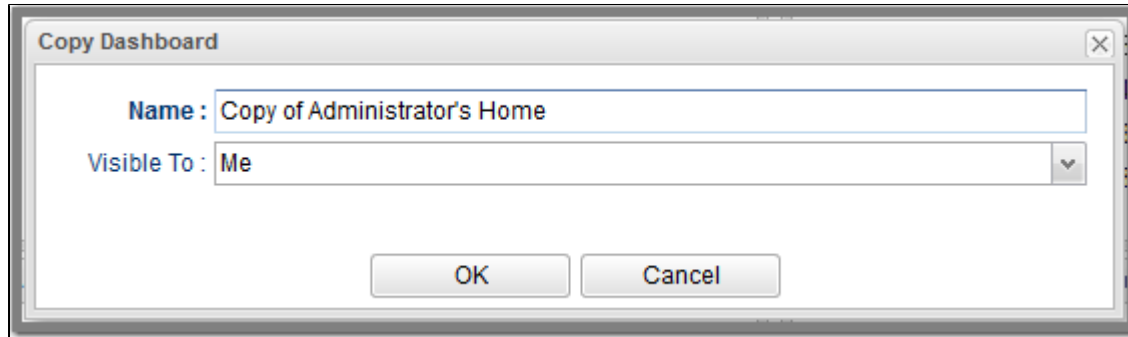 Copy Dashboard
Name : Copy of Administrator's Home
Visible To : Me
OK Cancel